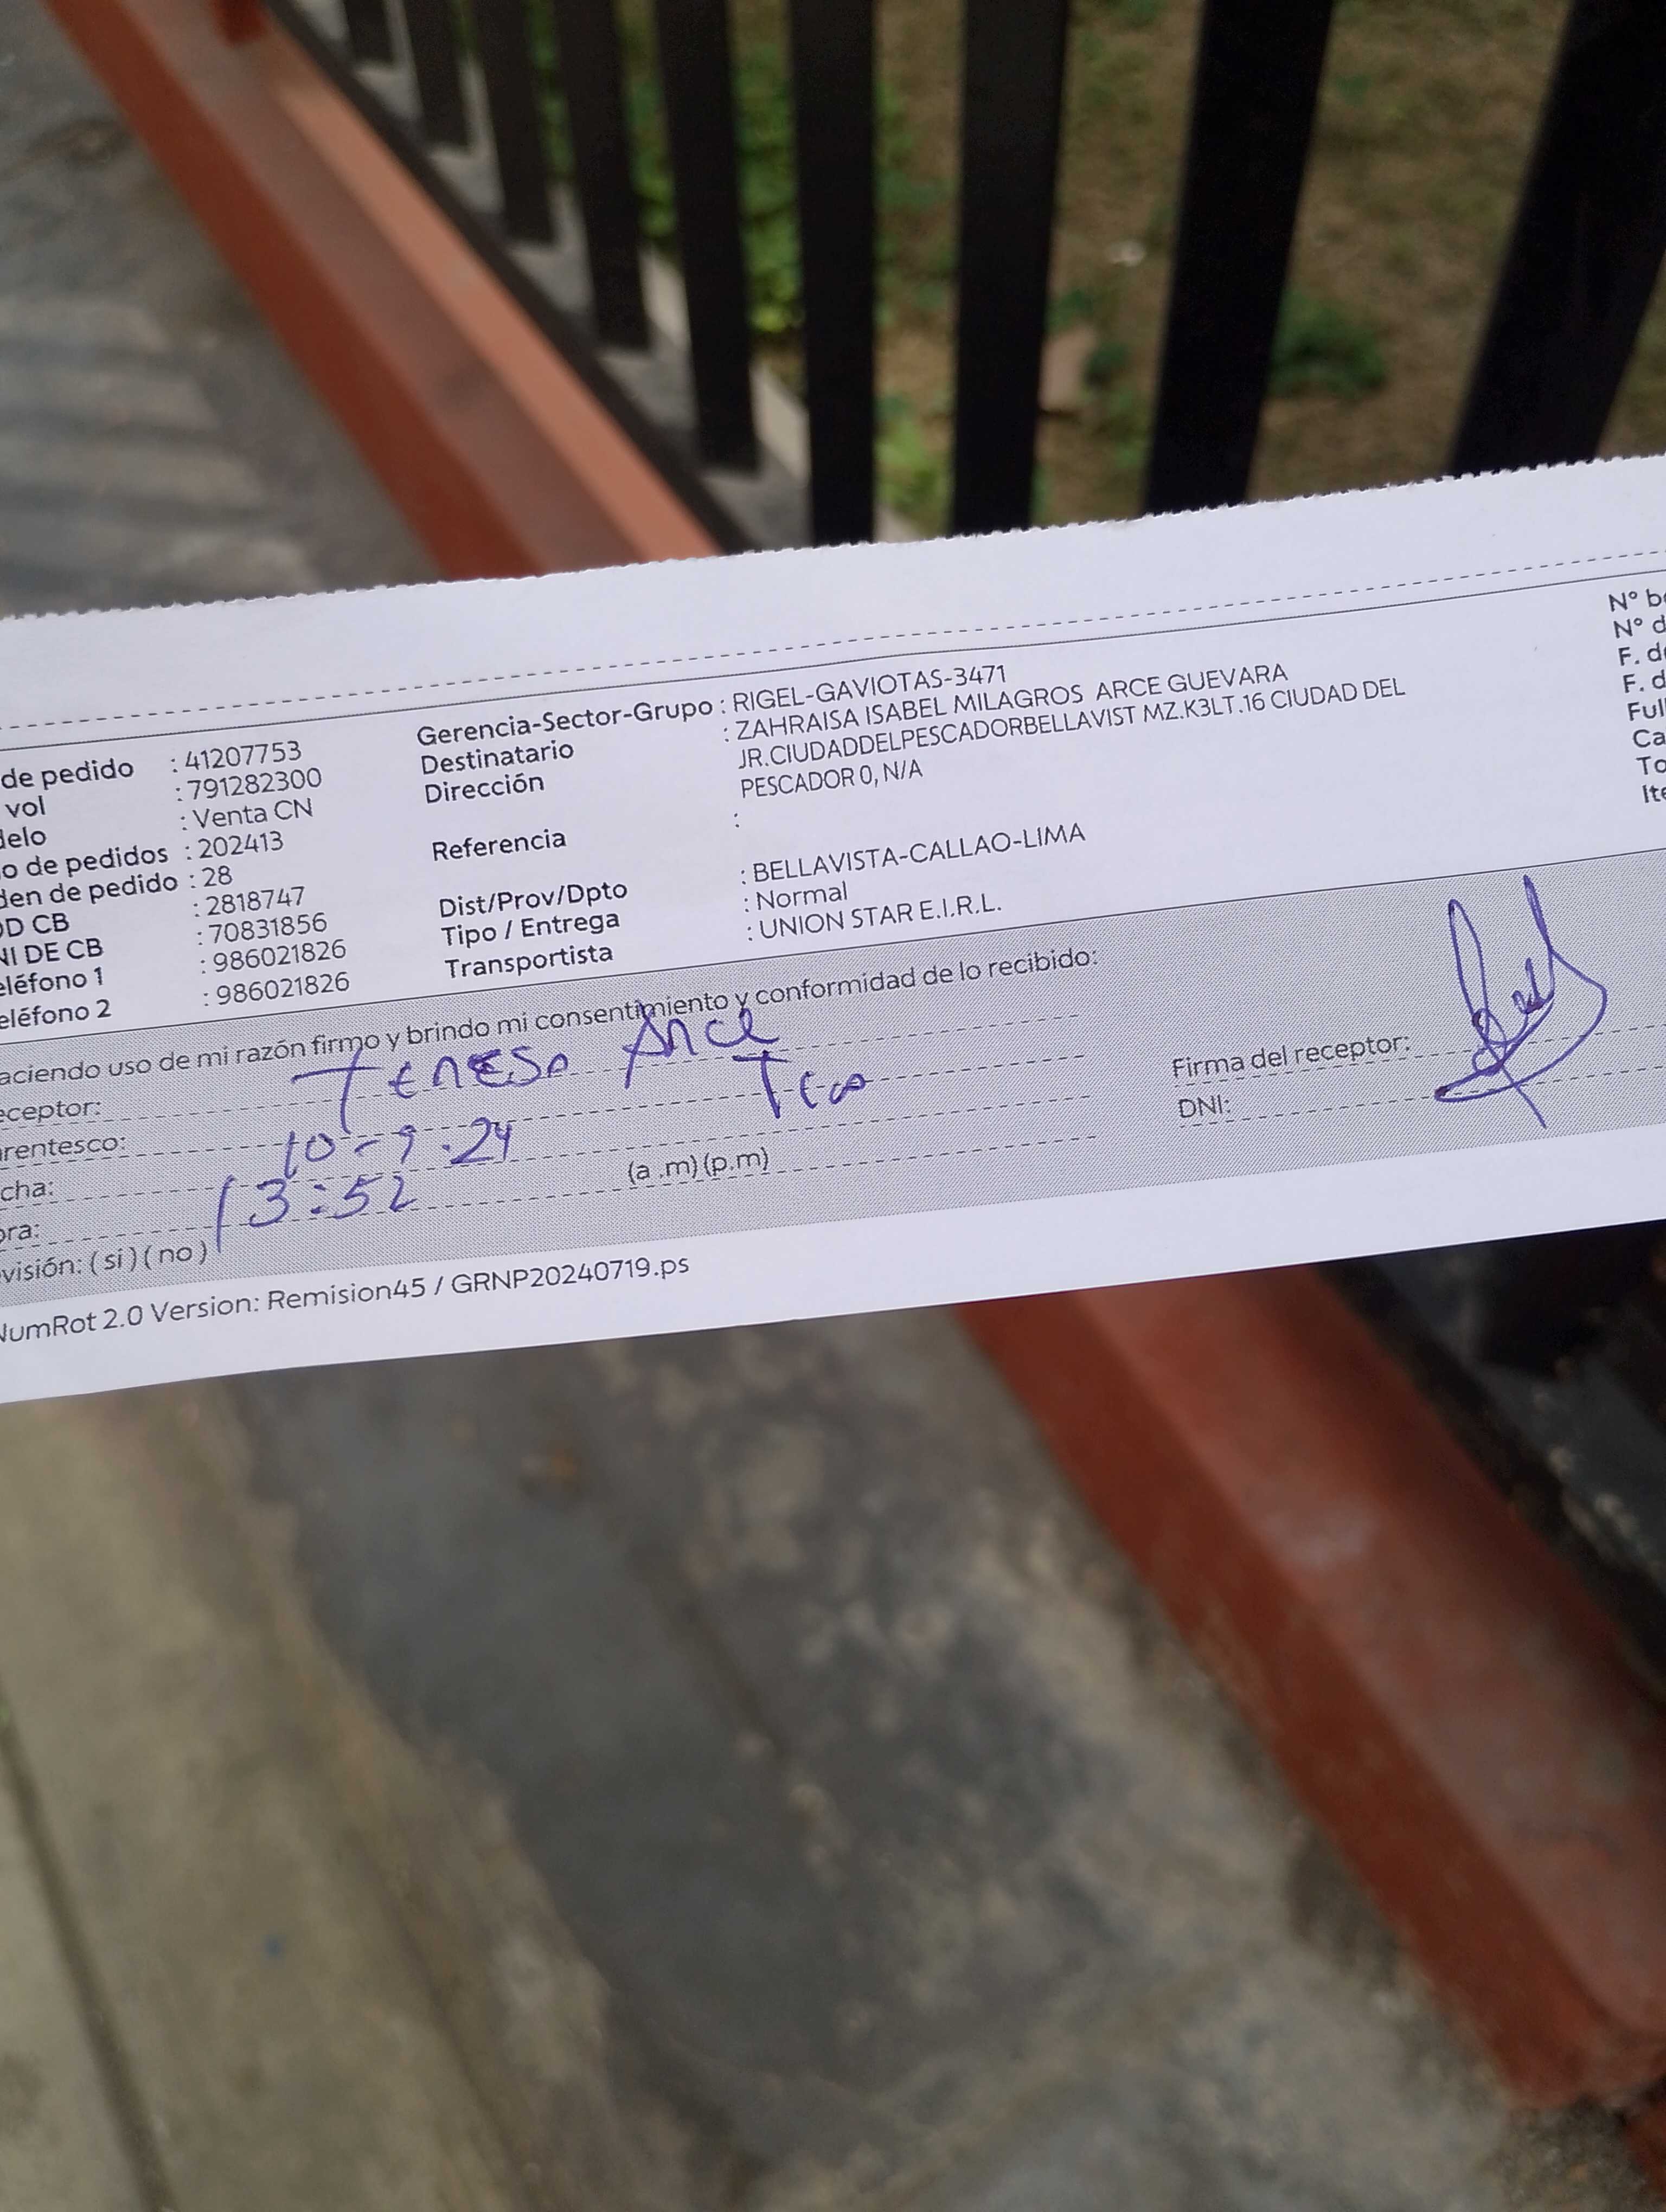 de pedido : 41207753
vol : 791282300
delo : Venta CN
o de pedidos : 202413
den de pedido : 28
OD CB : 2818747
NI DE CB : 70831856
eléfono 1 : 986021826
eléfono 2 : 986021826
Gerencia-Sector-Grupo : RIGEL-GAVIOTAS-3471
Destinatario : ZAHRAISA ISABEL MILAGROS ARCE GUEVARA
Dirección JR.CIUDADDELPESCADORBELLAVIST MZ.K3LT.16 CIUDAD DEL
PESCADOR 0, N/A
Referencia :
Dist/Prov/Dpto : BELLAVISTA-CALLAO-LIMA
Tipo / Entrega : Normal
Transportista : UNION STAR E.I.R.L.
N° b
N° d
F. d
F. d
Ful
Ca
To
Ite
aciendo uso de mi razón firmo y brindo mi consentimiento y conformidad de lo recibido:
eceptor: Teresa Arce
arentesco:
cha: 10-9-24
ora: 13:52 (a .m) (p.m)
visión: ( si ) ( no )
Firma del receptor:
DNI:
NumRot 2.0 Version: Remision45 / GRNP20240719.ps